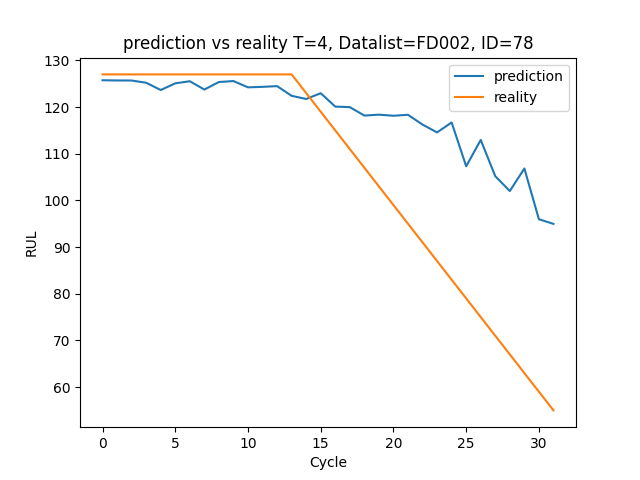 prediction vs reality T=4, Datalist=FD002, ID=78
prediction
reality
130
120
110
100
90
80
70
60
RUL
0 5 10 15 20 25 30
Cycle